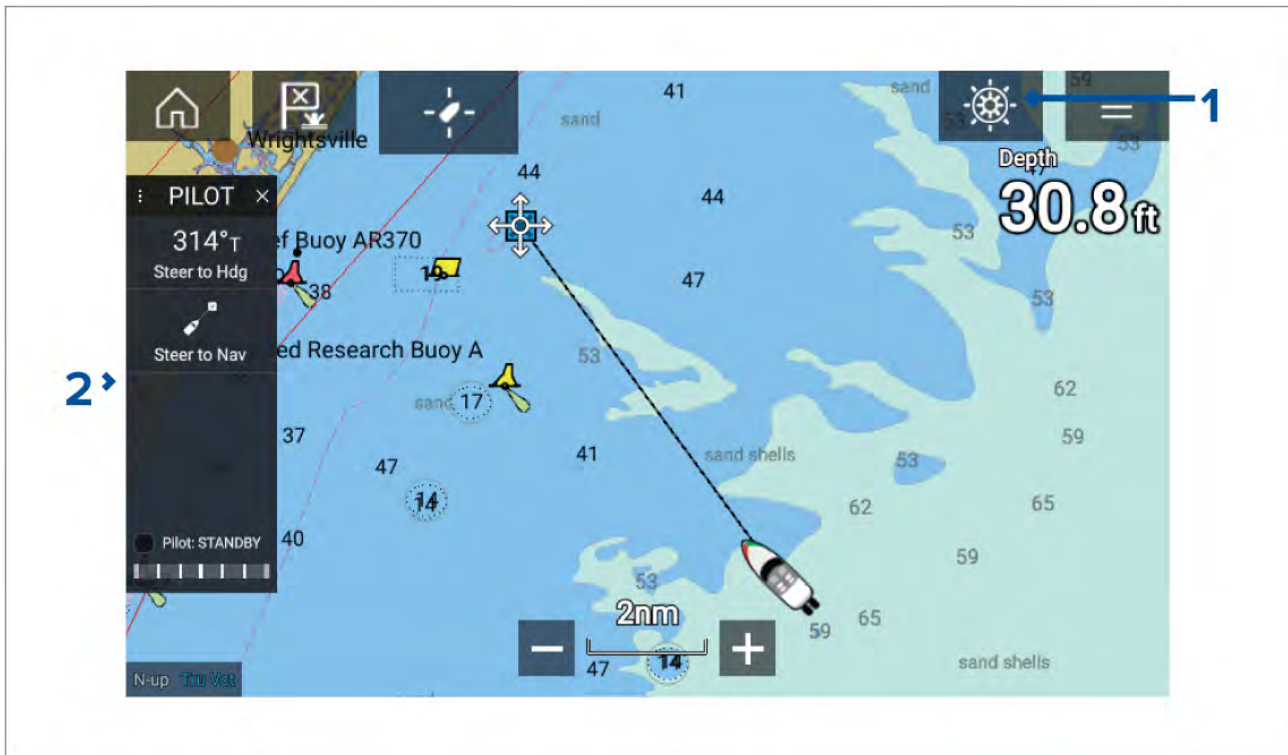 1
41
sand
sand
59
53
53
Wrightsville
Depth
47
44
30.8 ft
PILOT
44
53
314°T
ef Buoy AR370
Steer to Hdg
19
38
47
53
Steer to Nav
ed Research Buoy A
53
2
62
sand
17
37
59
41
sand shells
53
47
14
62
65
Pilot: STANDBY
40
59
53
2nm
65
59
47
14
sand shells
N-up Tru Vct